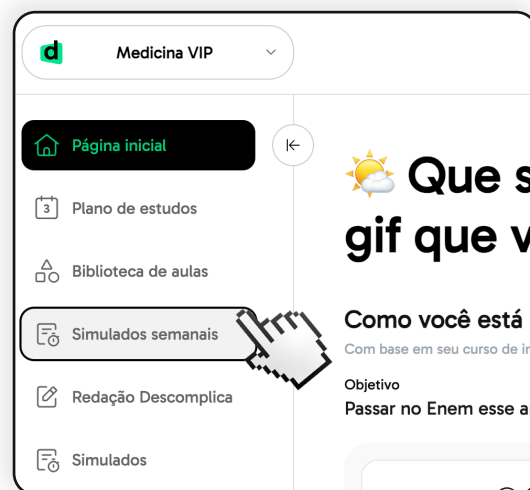 d
Medicina VIP
Página inicial
3
Plano de estudos
Biblioteca de aulas
Simulados semanais
Redação Descomplica
Simulados
Que s
gif que v
Como você está
Com base em seu curso de in
Objetivo
Passar no Enem esse a